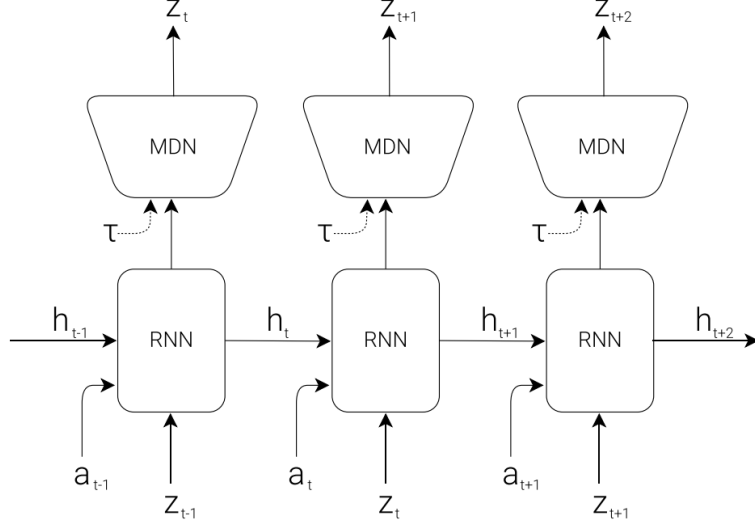 z_t z_{t+1} z_{t+2}
MDN MDN MDN
τ τ τ
h_{t-1} h_t h_{t+1} h_{t+2}
RNN RNN RNN
a_{t-1} a_t a_{t+1}
z_{t-1} z_t z_{t+1}